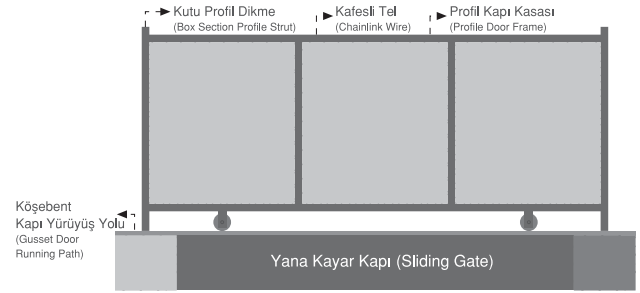 Kutu Profil Dikme
(Box Section Profile Strut)
Kafesli Tel
(Chainlink Wire)
Profil Kapı Kasası
(Profile Door Frame)
Köşebent
Kapı Yürüyüş Yolu
(Gusset Door
Running Path)
Yana Kayar Kapı (Sliding Gate)